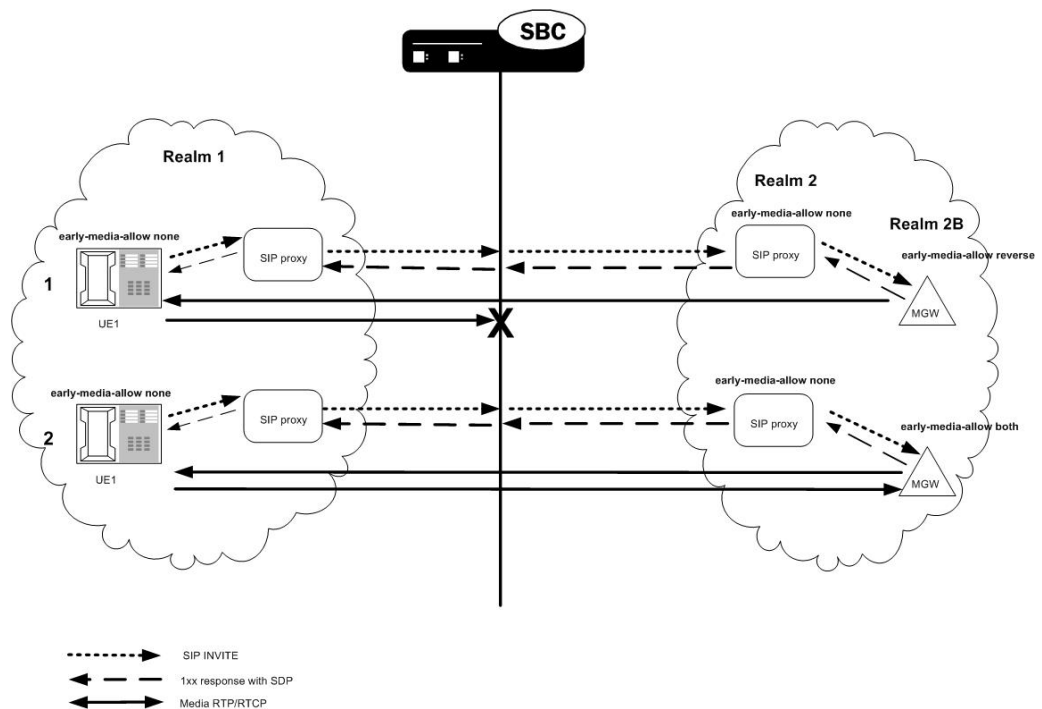 SBC
Realm 1
Realm 2
early-media-allow none
Realm 2B
early-media-allow none
early-media-allow reverse
1
SIP proxy
SIP proxy
UE1
X
MGW
early-media-allow none
early-media-allow none
early-media-allow both
2
SIP proxy
SIP proxy
UE1
MGW
SIP INVITE
1xx response with SDP
Media RTP/RTCP